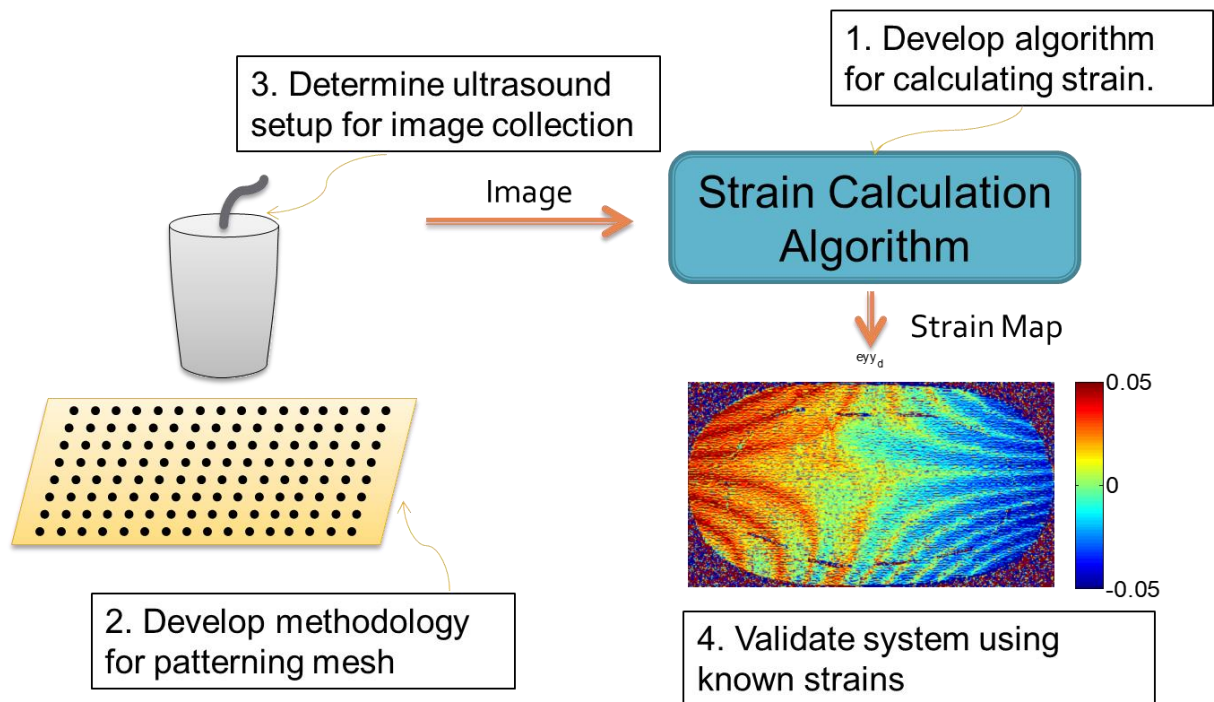 1. Develop algorithm
for calculating strain.
3. Determine ultrasound
setup for image collection
Image
Strain Calculation
Algorithm
Strain Map
eyy_d
0.05
0
-0.05
2. Develop methodology
for patterning mesh
4. Validate system using
known strains